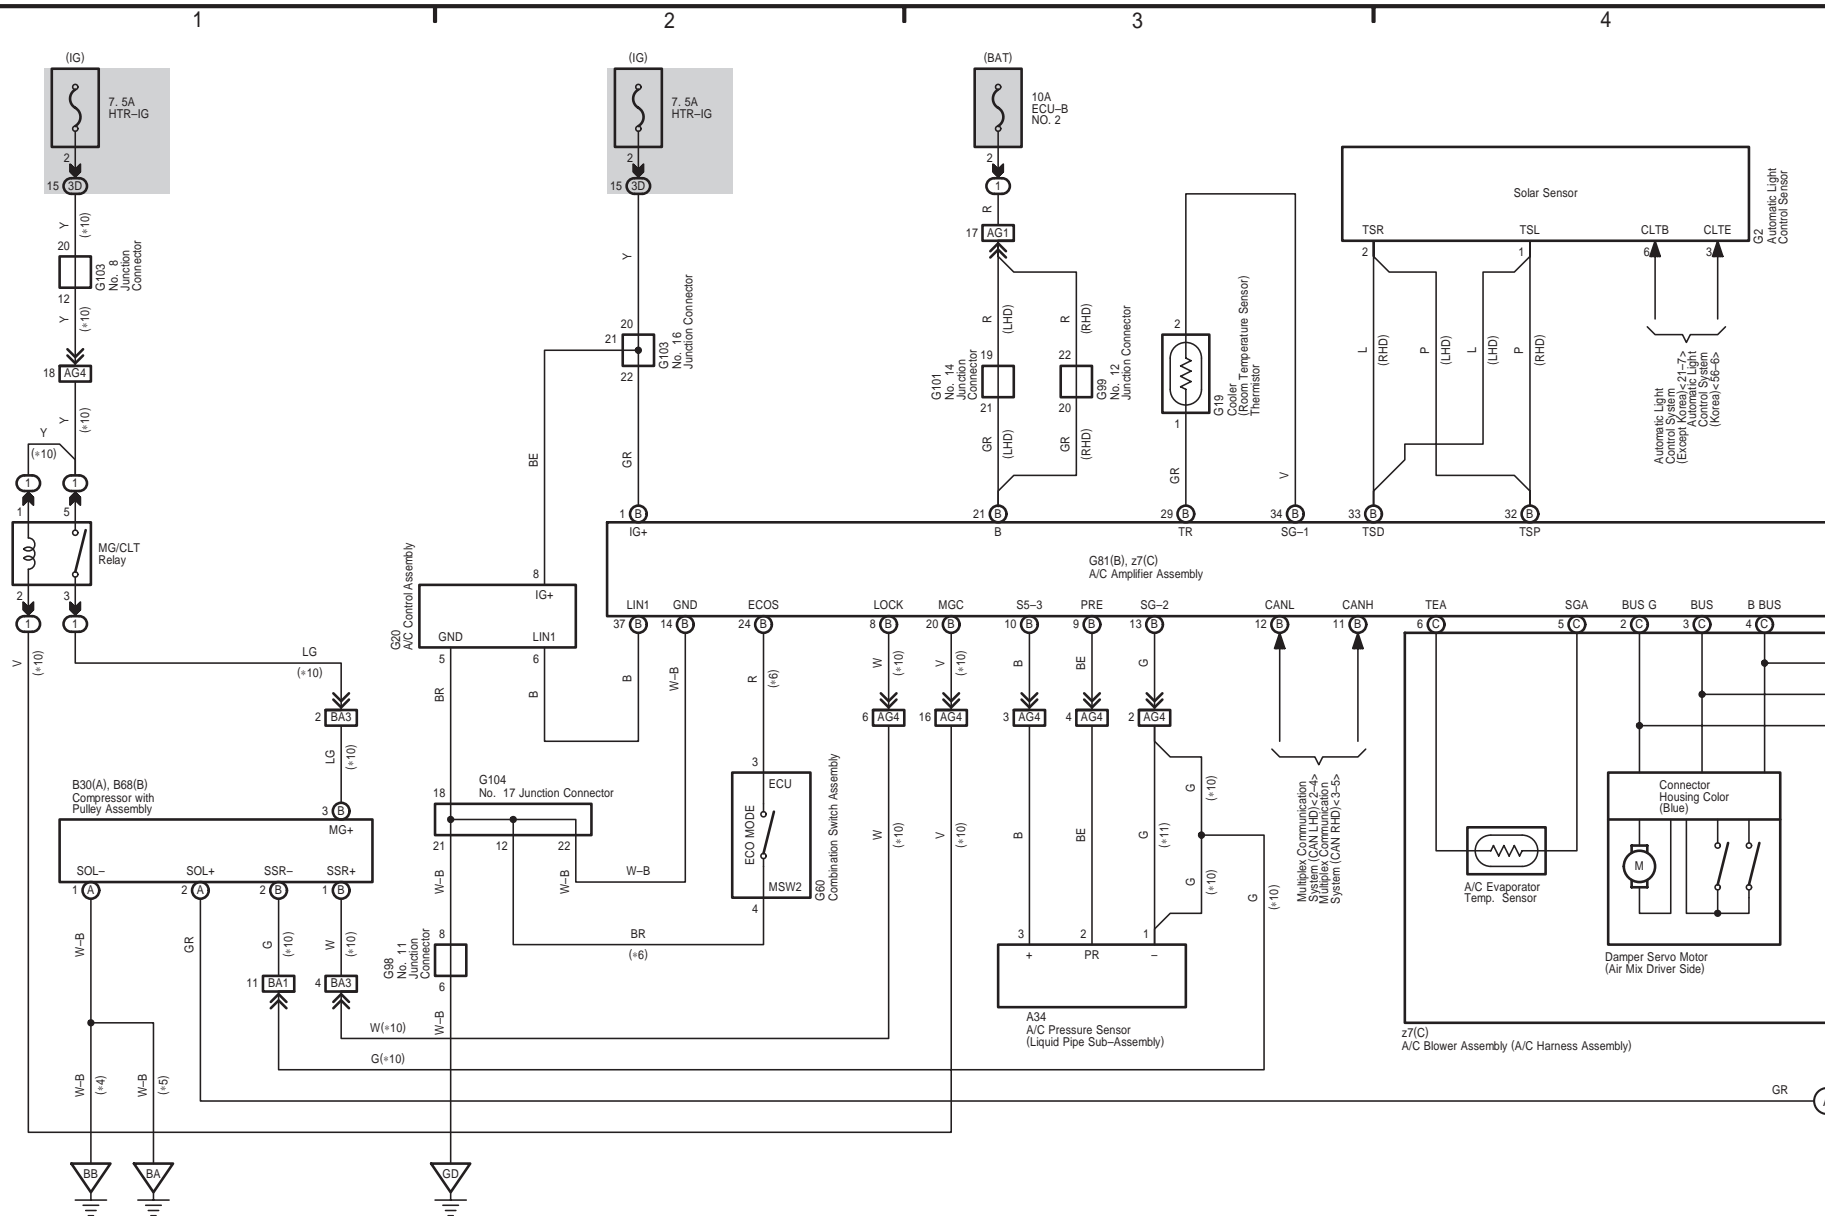 1
2
3
4
(IG)
7. 5A
HTR–IG
2
15 3D
Y
(*10)
20
G103
No. 8
Junction
Connector
12
Y
(*10)
18 AG4
Y
(*10)
Y
(*10)
1
1
1
5
MG/CLT
Relay
2
3
1
1
V
(*10)
LG
(*10)
2 BA3
LG
(*10)
B30(A), B68(B)
Compressor with
Pulley Assembly
3 B
MG+
SOL–
SOL+
SSR–
SSR+
1 A
2 A
2 B
1 B
W–B
GR
G
(*10)
W
(*10)
11 BA1
4 BA3
W(*10)
G(*10)
W–B
(*4)
W–B
(*5)
BB
BA
(IG)
7. 5A
HTR–IG
2
15 3D
Y
20
21
G103
No. 16
Junction Connector
22
BE
GR
1 B
IG+
8
IG+
G20
A/C Control Assembly
GND
LIN1
5
6
BR
B
B
W–B
G104
No. 17 Junction Connector
18
21
12
22
W–B
W–B
W–B
8
G98
No. 11
Junction
Connector
6
W–B
GD
BR
(*6)
R
(*6)
3
ECU
ECO MODE
MSW2
G60
Combination Switch Assembly
4
(BAT)
10A
ECU–B
NO. 2
2
1
R
17 AG1
R
(LHD)
R
(RHD)
19
G101
No. 14
Junction
Connector
21
22
G99
No. 12
Junction Connector
20
GR
(LHD)
GR
(RHD)
21 B
B
2
G19
Cooler
(Room Temperature Sensor)
Thermistor
1
GR
V
29 B
TR
34 B
SG–1
Solar Sensor
TSR
TSL
CLTB
CLTE
G2
Automatic Light
Control Sensor
2
1
6
3
L
(RHD)
P
(LHD)
L
(LHD)
P
(RHD)
Automatic Light
Control System
(Except Korea)<21–7>
Automatic Light
Control System
(Korea)<56–6>
33 B
TSD
32 B
TSP
G81(B), z7(C)
A/C Amplifier Assembly
LIN1
GND
ECOS
LOCK
MGC
S5–3
PRE
SG–2
CANL
CANH
TEA
SGA
BUS G
BUS
B BUS
37 B
14 B
24 B
8 B
20 B
10 B
9 B
13 B
12 B
11 B
6 C
5 C
2 C
3 C
4 C
W
(*10)
V
(*10)
B
BE
G
6 AG4
16 AG4
3 AG4
4 AG4
2 AG4
W
(*10)
V
(*10)
B
BE
G
(*11)
G
(*10)
G
(*10)
G
(*10)
3
2
1
+
PR
–
A34
A/C Pressure Sensor
(Liquid Pipe Sub–Assembly)
Multiplex Communication
System (CAN LHD)<2–4>
Multiplex Communication
System (CAN RHD)<3–5>
A/C Evaporator
Temp. Sensor
Connector
Housing Color
(Blue)
M
Damper Servo Motor
(Air Mix Driver Side)
z7(C)
A/C Blower Assembly (A/C Harness Assembly)
GR